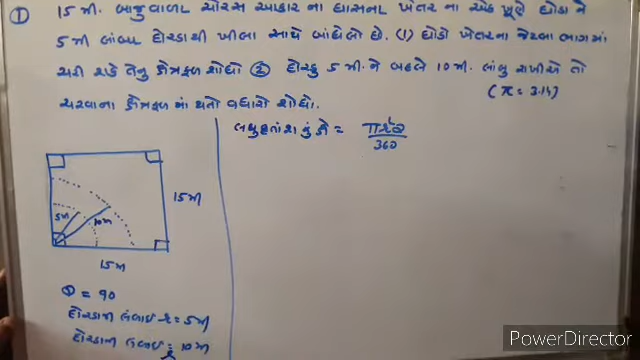 ① 15 મી. બાજુવાળા ચોરસ આકાર ના ઘાસના ખેતર ના એક ખૂણે ઘોડા ને
5 મી લાંબા દોરડાથી ખીલા સાથે બાંધેલો છે. (1) ઘોડો ખેતરના જેટલા ભાગમાં
ચરી શકે તેનું ક્ષેત્રફળ શોધો ② દોરડું 5 મી. ને બદલે 10 મી. લાંબુ રાખીએ તો
ચરવાના ક્ષેત્રફળ માં થતો વધારો શોધો. (π = 3.14)
લઘુવૃતાંશ નું ક્ષે = πr²θ
360
15 મી
5મી
10મી
15 મી
θ = 90
દોરડાની લંબાઈ r = 5 મી
દોરડાની લંબાઈ = 10 મી
PowerDirector